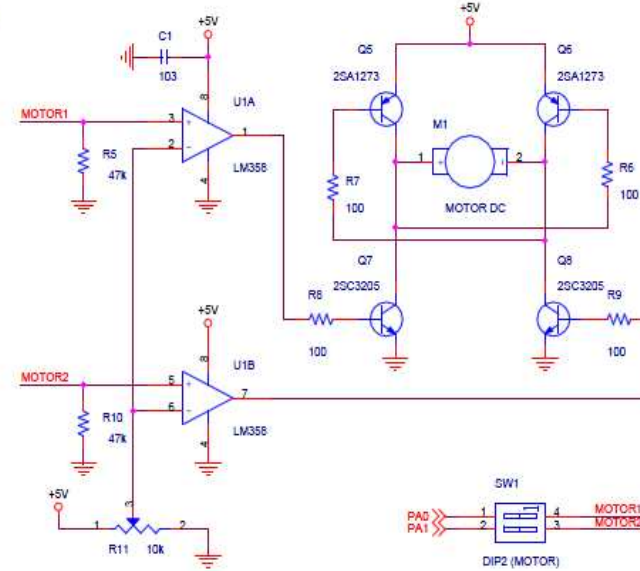 +5V
+5V
C1
103
Q5
Q6
2SA1273
2SA1273
8
U1A
MOTOR1
3
+
1
2
-
LM358
4
R5
47k
M1
1
+
-
2
MOTOR DC
R7
100
R6
100
Q7
Q8
2SC3205
2SC3205
R8
100
R9
100
+5V
8
U1B
MOTOR2
5
+
7
6
-
LM358
4
R10
47k
+5V
3
1
2
R11
10k
SW1
PA0
1
4
MOTOR1
PA1
2
3
MOTOR2
DIP2 (MOTOR)